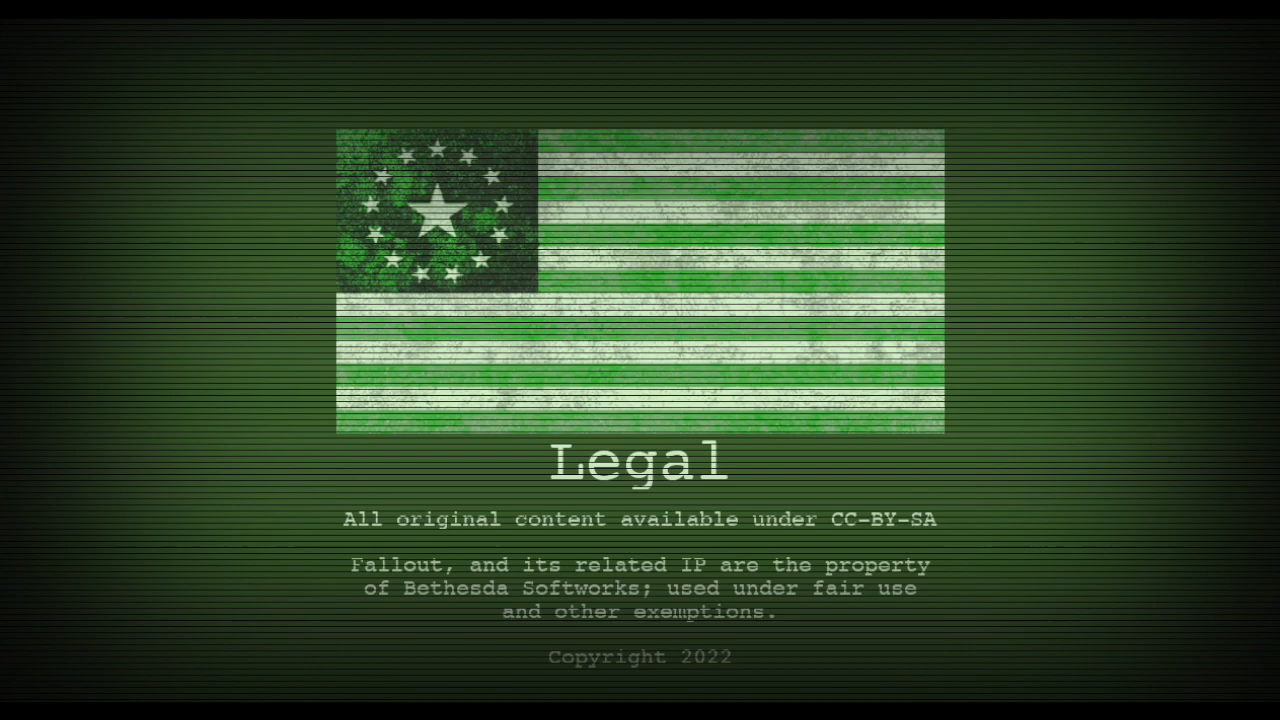 Legal
All original content available under CC-BY-SA
Fallout, and its related IP are the property
of Bethesda Softworks; used under fair use
and other exemptions.
Copyright 2022